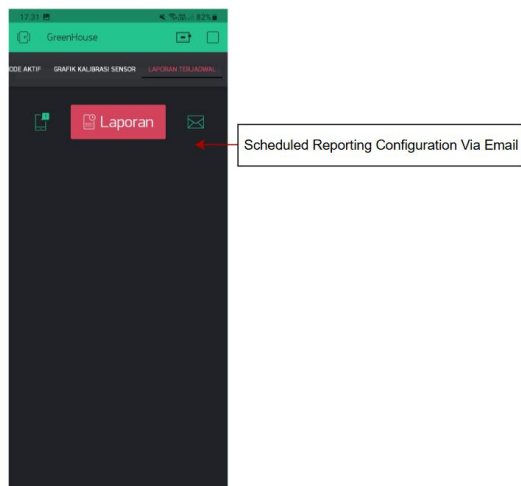 17.31 82%
GreenHouse
ODE AKTIF GRAFIK KALIBRASI SENSOR LAPORAN TERJADWAL
Laporan
Scheduled Reporting Configuration Via Email